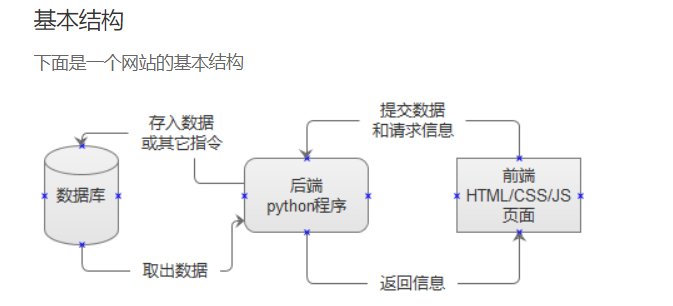 基本结构
下面是一个网站的基本结构
提交数据
和请求信息
存入数据
或其它指令
数据库
后端
python程序
前端
HTML/CSS/JS
页面
取出数据
返回信息